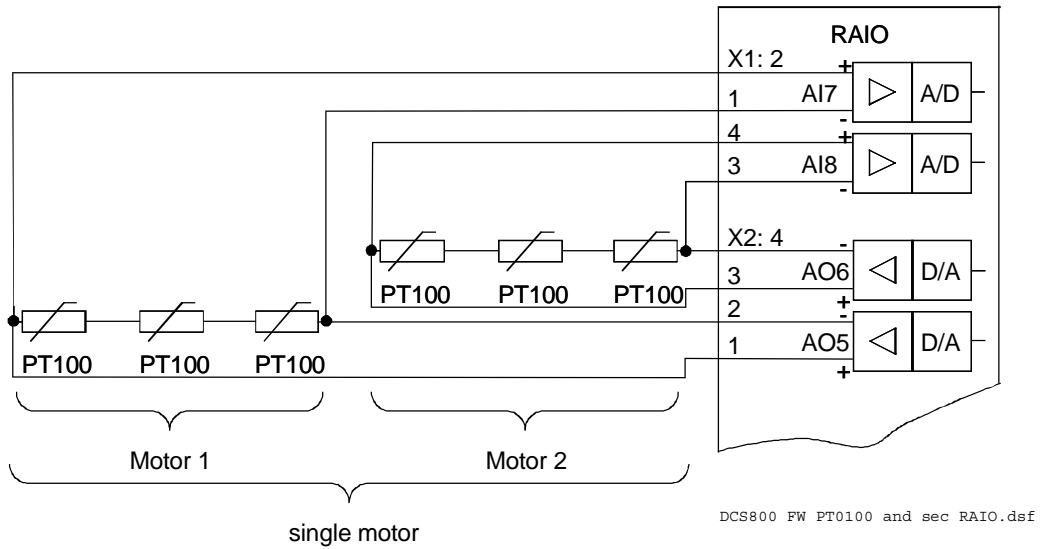 RAIO
X1: 2
+
AI7
A/D
1
-
4
+
AI8
A/D
3
-
X2: 4
-
AO6
D/A
3
+
PT100 PT100 PT100
2
-
AO5
D/A
1
+
PT100 PT100 PT100
Motor 1
Motor 2
single motor
DCS800 FW PT0100 and sec RAIO.dsf